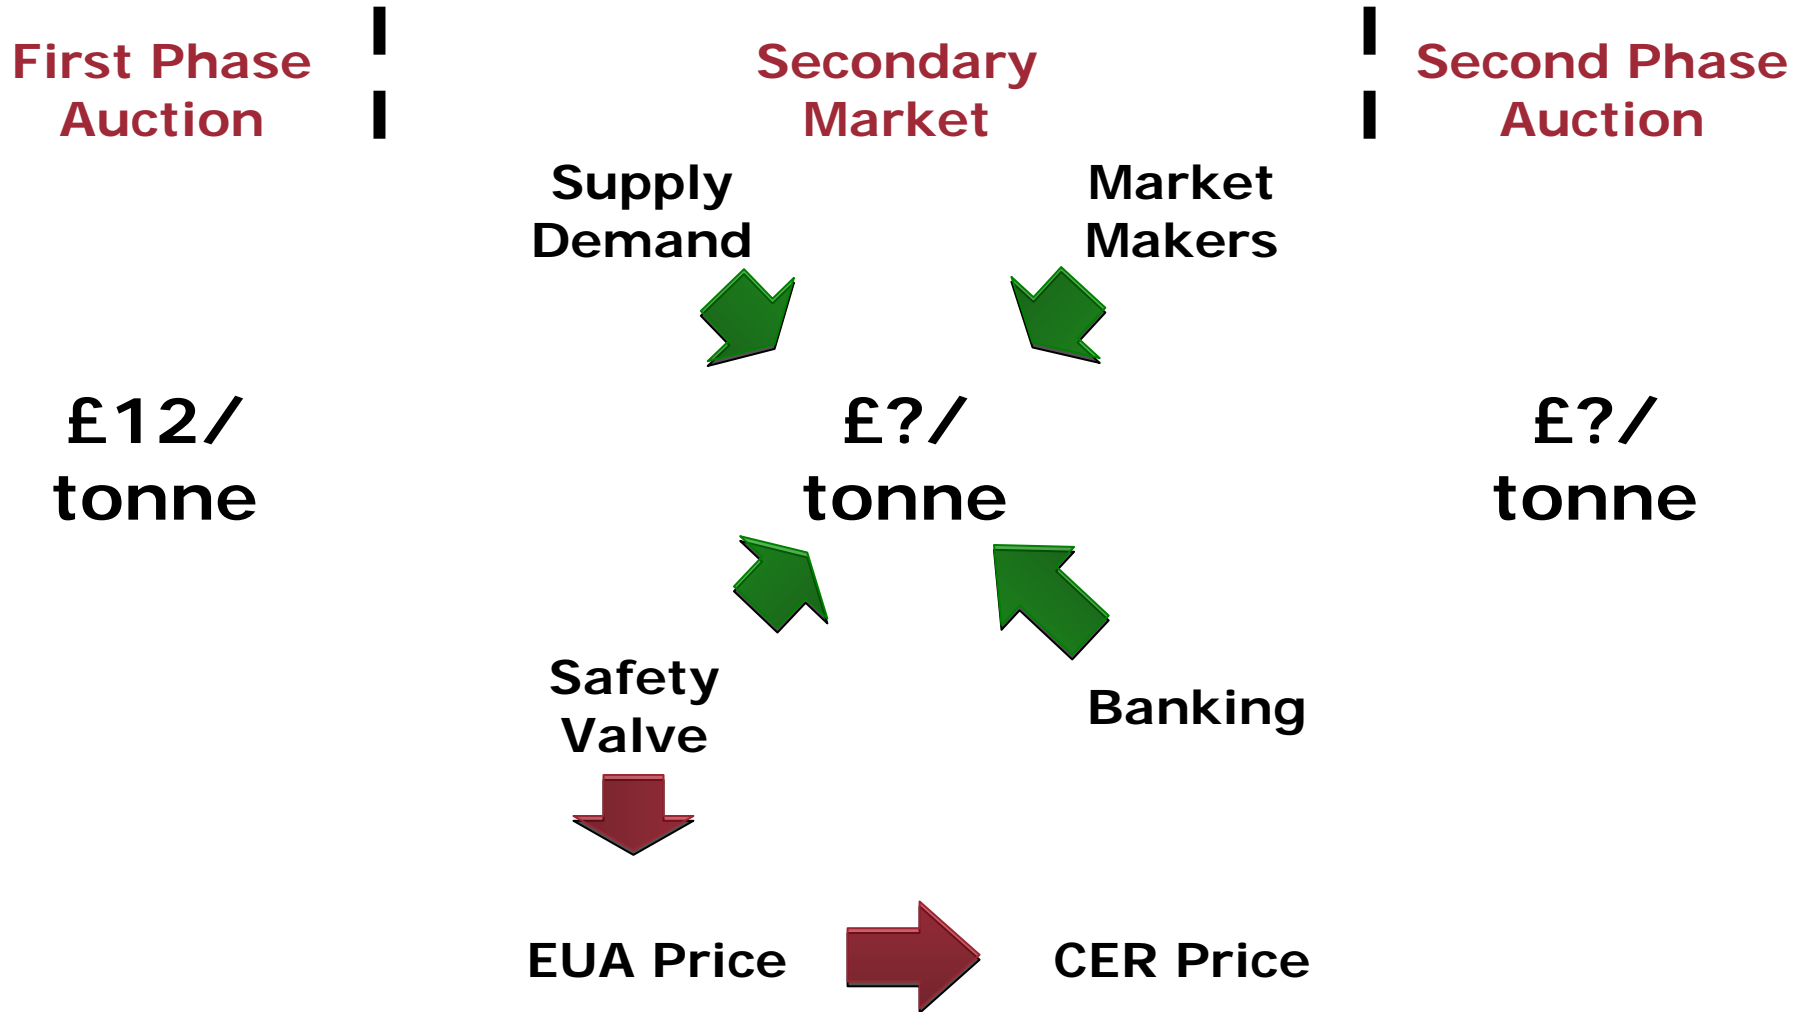 First Phase
Auction
Secondary
Market
Second Phase
Auction
Supply
Demand
Market
Makers
£12/
tonne
£?/
tonne
£?/
tonne
Safety
Valve
Banking
EUA Price
CER Price